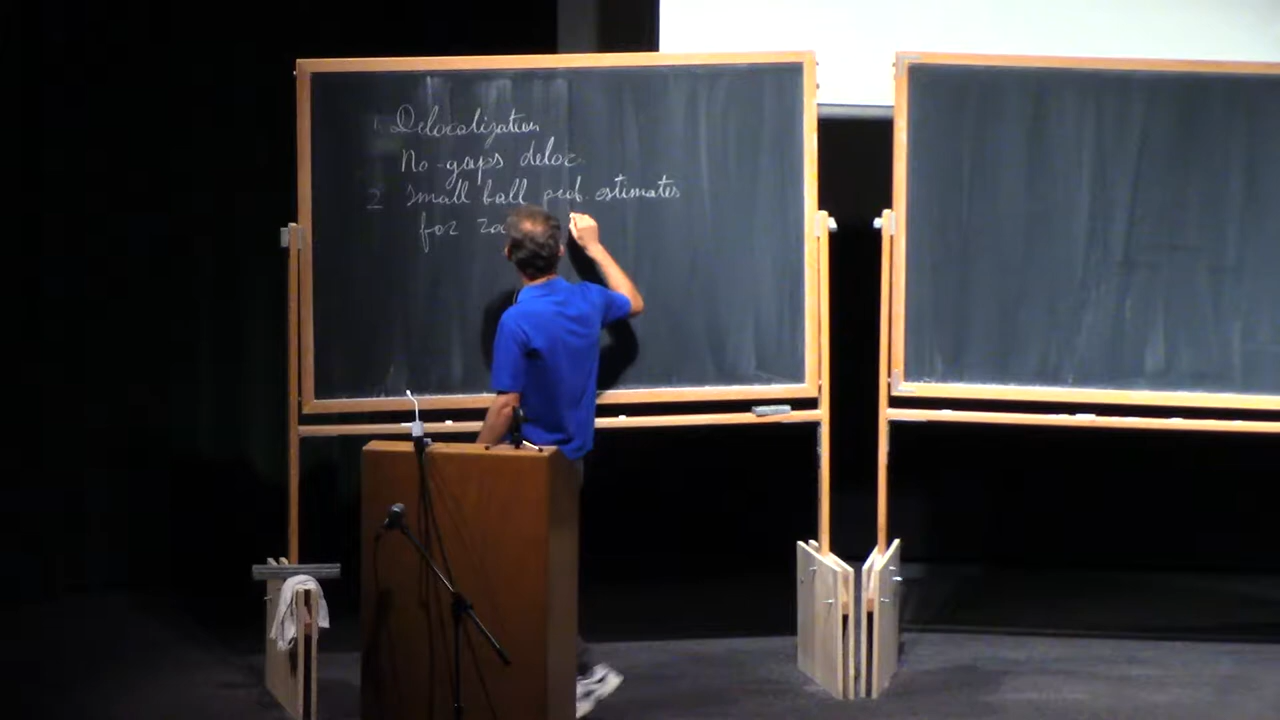 1. Delocalization
No-gaps deloc.
2 Small ball prob. estimates
for